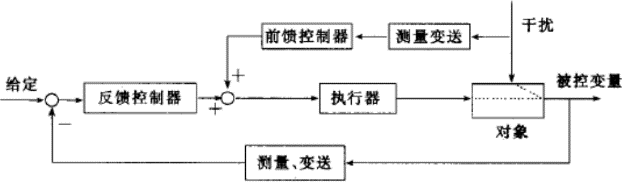 干扰
前馈控制器
测量变送
给定
+
被控变量
反馈控制器
+
执行器
−
对象
测量、变送